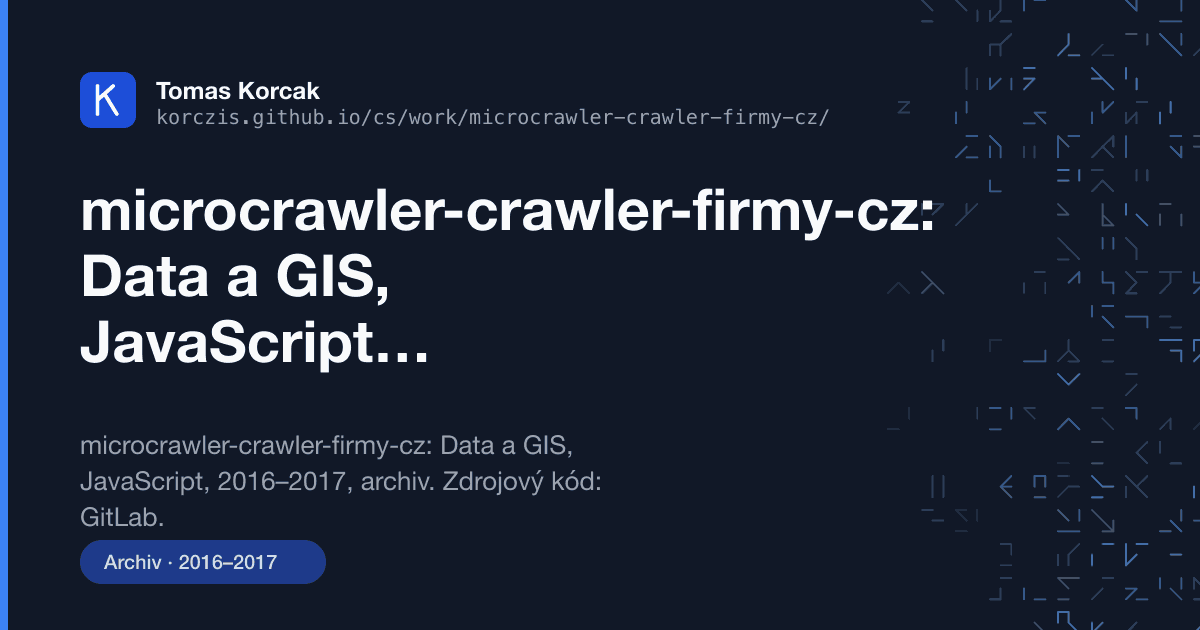 Tomas Korcak
korczis.github.io/cs/work/microcrawler-crawler-firmy-cz/
microcrawler-crawler-firmy-cz:
Data a GIS,
JavaScript…
microcrawler-crawler-firmy-cz: Data a GIS,
JavaScript, 2016–2017, archiv. Zdrojový kód:
GitLab.
Archiv · 2016–2017